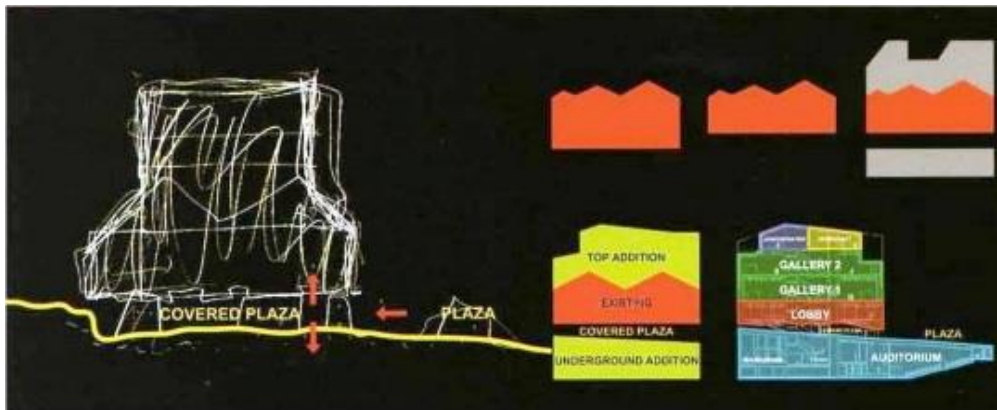 COVERED PLAZA
PLAZA
TOP ADDITION
EXISTING
COVERED PLAZA
UNDERGROUND ADDITION
GALLERY 2
GALLERY 1
LOBBY
PLAZA
AUDITORIUM